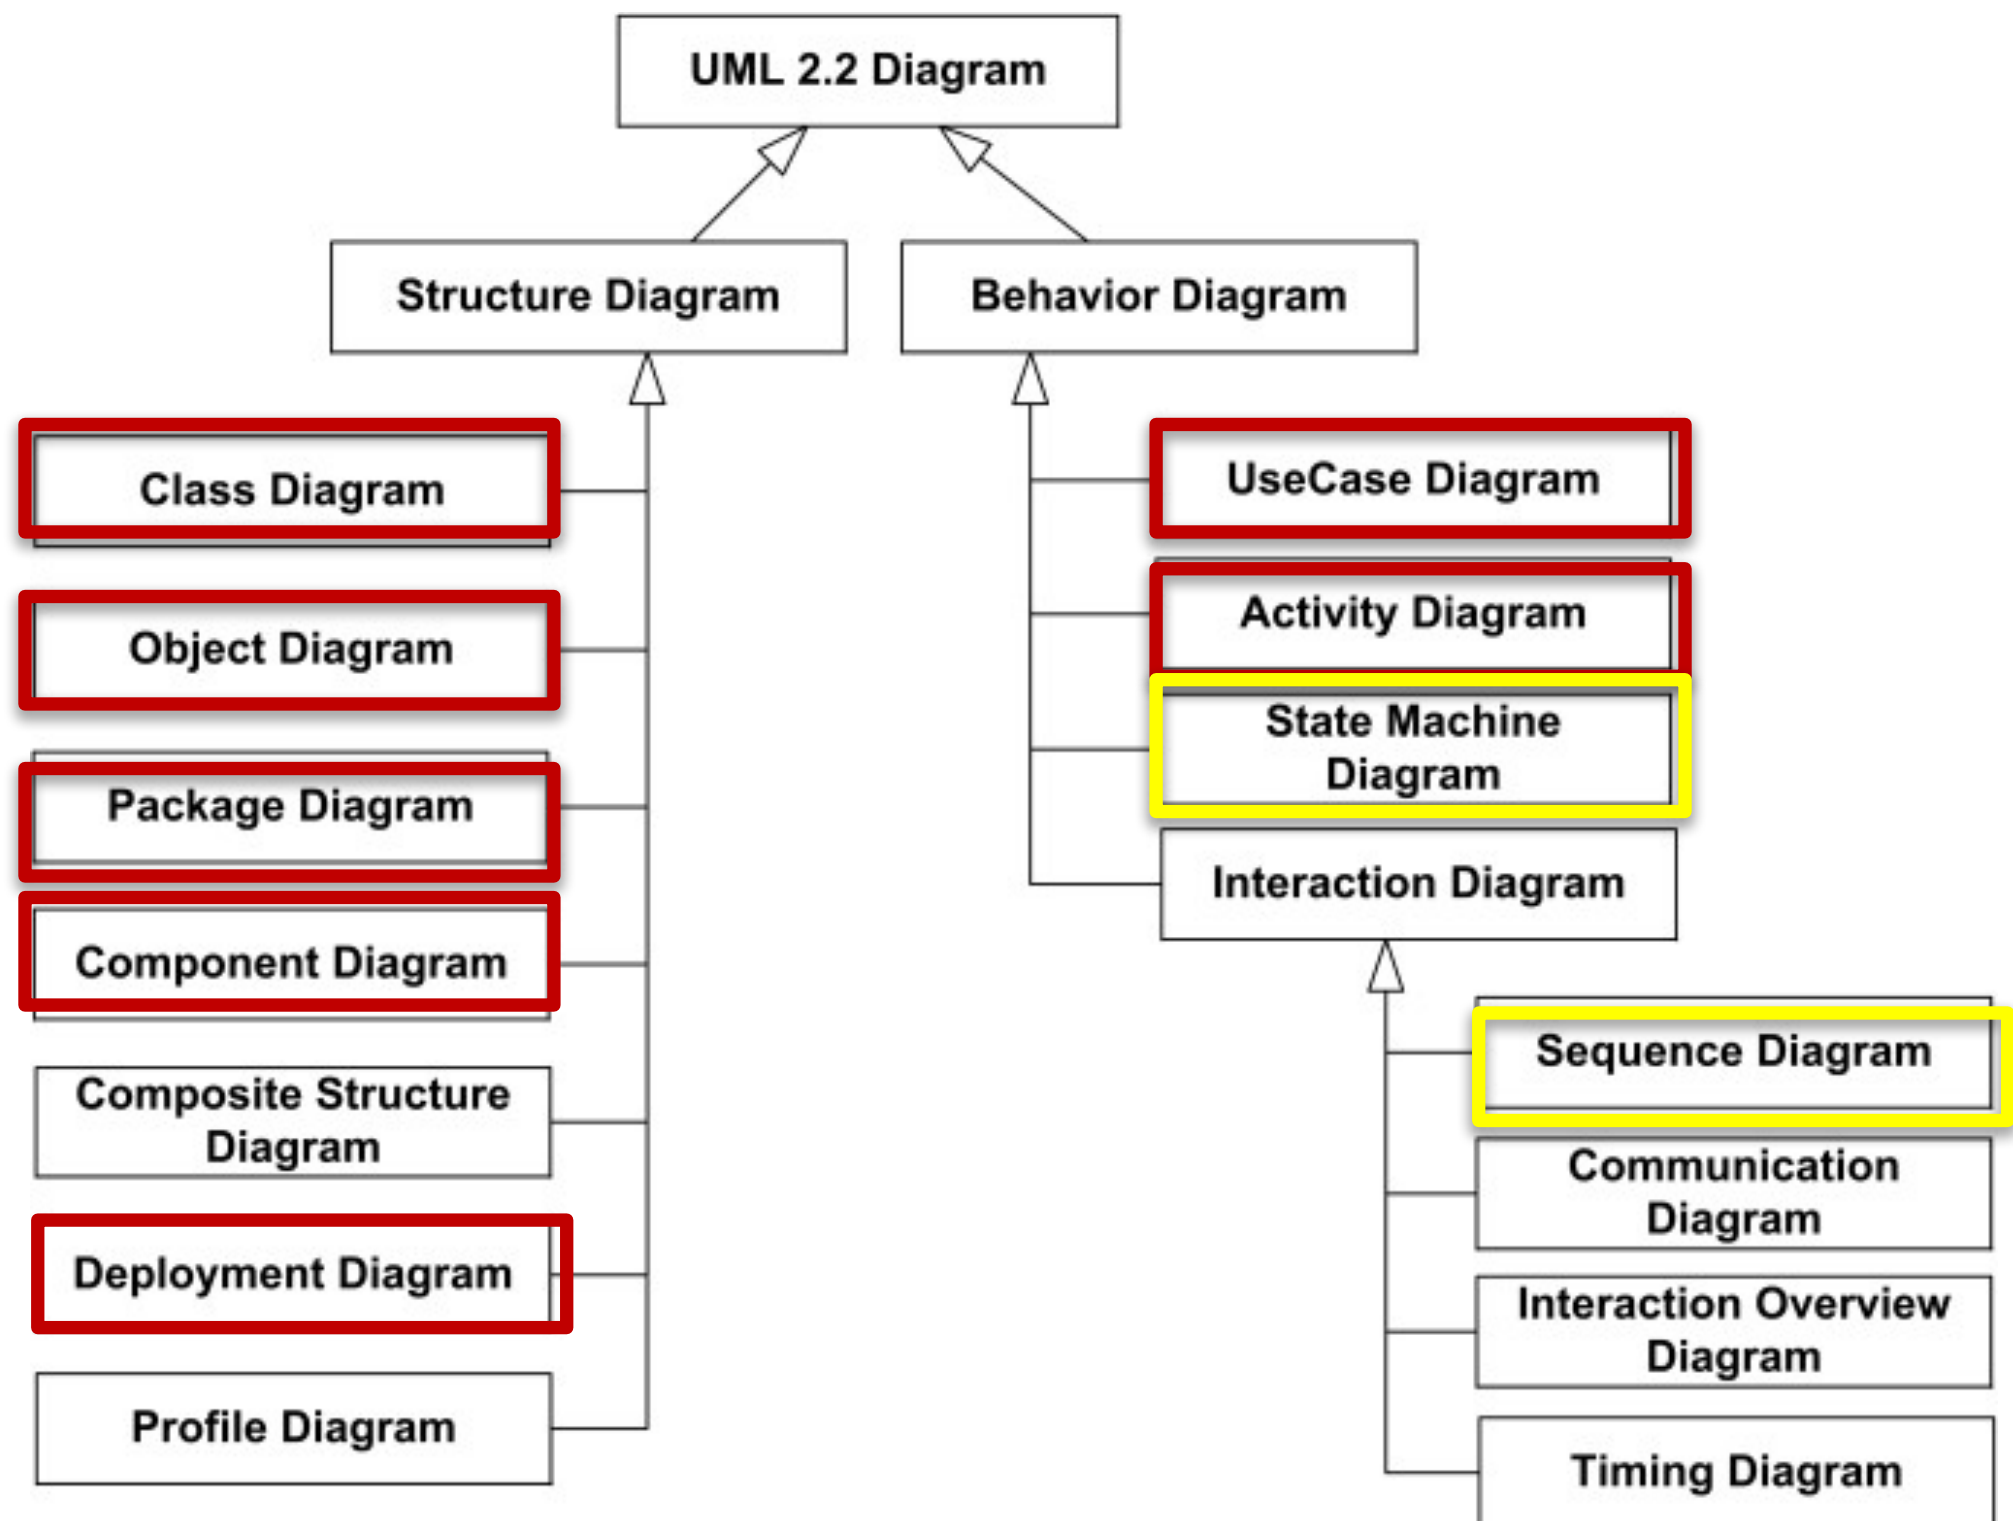 UML 2.2 Diagram
Structure Diagram
Behavior Diagram
Class Diagram
Object Diagram
Package Diagram
Component Diagram
Composite Structure
Diagram
Deployment Diagram
Profile Diagram
UseCase Diagram
Activity Diagram
State Machine
Diagram
Interaction Diagram
Sequence Diagram
Communication
Diagram
Interaction Overview
Diagram
Timing Diagram